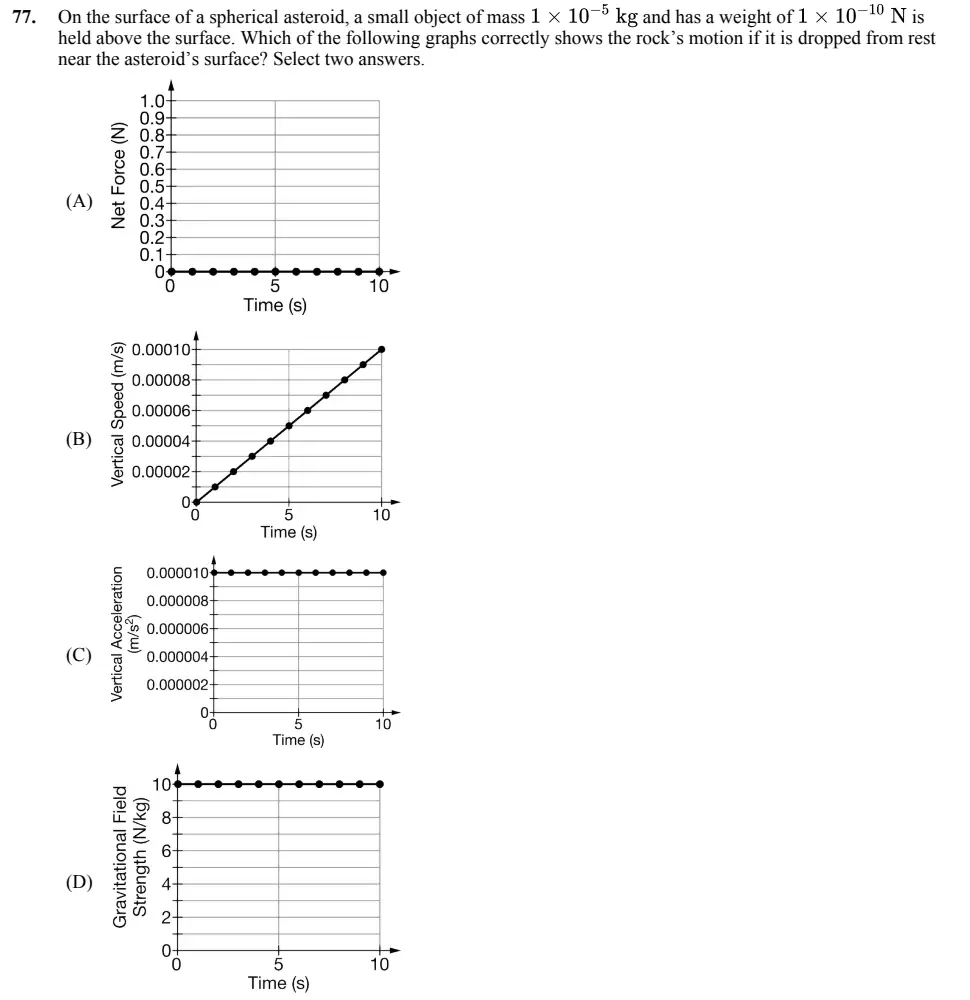 77. On the surface of a spherical asteroid, a small object of mass 1 × 10⁻⁵ kg and has a weight of 1 × 10⁻¹⁰ N is
held above the surface. Which of the following graphs correctly shows the rock's motion if it is dropped from rest
near the asteroid's surface? Select two answers.
(A)
Net Force (N)
1.0
0.9
0.8
0.7
0.6
0.5
0.4
0.3
0.2
0.1
0
0 5 10
Time (s)
(B)
Vertical Speed (m/s)
0.00010
0.00008
0.00006
0.00004
0.00002
0
0 5 10
Time (s)
(C)
Vertical Acceleration
(m/s²)
0.000010
0.000008
0.000006
0.000004
0.000002
0
0 5 10
Time (s)
(D)
Gravitational Field
Strength (N/kg)
10
8
6
4
2
0
0 5 10
Time (s)